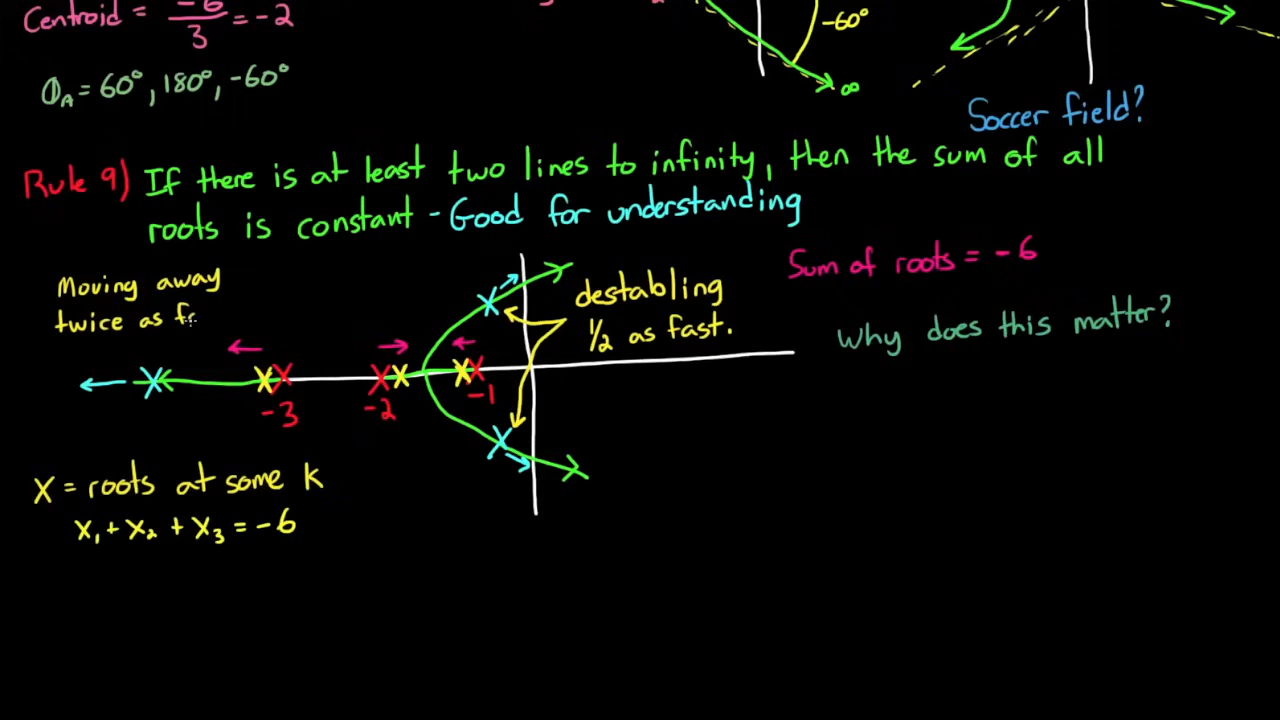 Centroid = -6/3 = -2
-60°
ΦA = 60°, 180°, -60°
∞
Soccer field?
Rule 9) If there is at least two lines to infinity, then the sum of all
roots is constant - Good for understanding
Sum of roots = -6
Moving away
twice as fa
destabling
1/2 as fast.
Why does this matter?
-3
-2
-1
X = roots at some k
x1 + x2 + x3 = -6